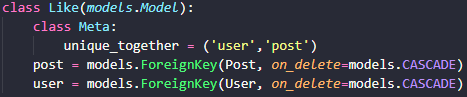 class Like(models.Model):
    class Meta:
        unique_together = ('user','post')
    post = models.ForeignKey(Post, on_delete=models.CASCADE)
    user = models.ForeignKey(User, on_delete=models.CASCADE)